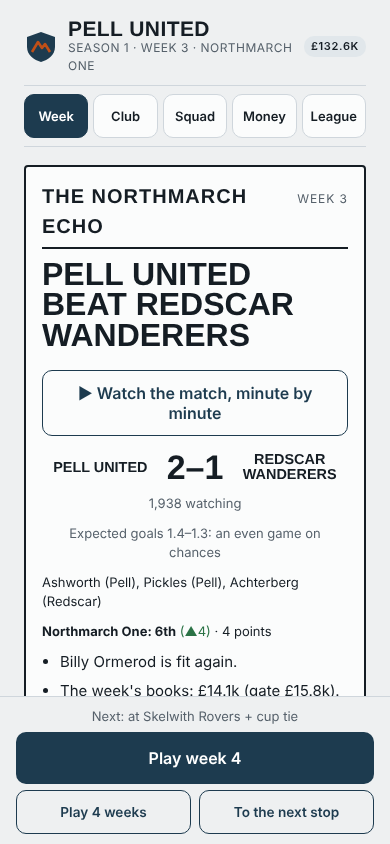 PELL UNITED
SEASON 1 · WEEK 3 · NORTHMARCH
ONE
£132.6K
Week
Club
Squad
Money
League
THE NORTHMARCH
ECHO
WEEK 3
PELL UNITED
BEAT REDSCAR
WANDERERS
▶ Watch the match, minute by
minute
PELL UNITED
2–1
REDSCAR
WANDERERS
1,938 watching
Expected goals 1.4–1.3: an even game on
chances
Ashworth (Pell), Pickles (Pell), Achterberg
(Redscar)
Northmarch One: 6th (▲4) · 4 points
• Billy Ormerod is fit again.
• The week's books: £14.1k (gate £15.8k).
Next: at Skelwith Rovers + cup tie
Play week 4
Play 4 weeks
To the next stop